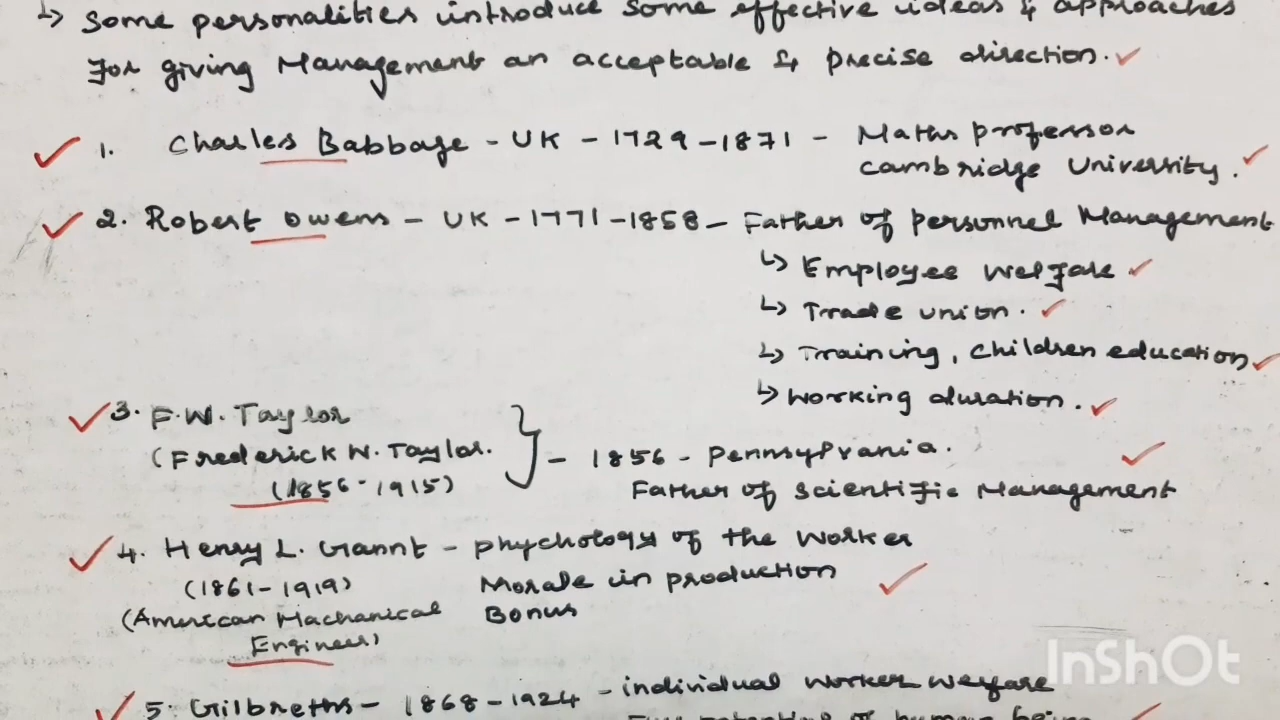 ↳ Some personalities introduce some effective ideas & approaches
For giving Management an acceptable & precise direction.
1. Charles Babbage - UK - 1729 - 1871 - Maths professor
Cambridge University.
2. Robert Owens - UK - 1771 - 1858 - Father of personnel Management
↳ Employee welfare
↳ Trade union.
↳ Training, Children education
↳ Working duration.
3. F.W. Taylor
(Frederick W. Taylor.
(1856 - 1915)
- 1856 - Pennsylvania.
Father of Scientific Management
4. Henry L. Gannt - phychology of the Worker
(1861 - 1919) Morale in production
(American Machanical Bonus
Engineer)
5. Gilbreths - 1868 - 1924 - individual worker welfare
of human being
InShOt